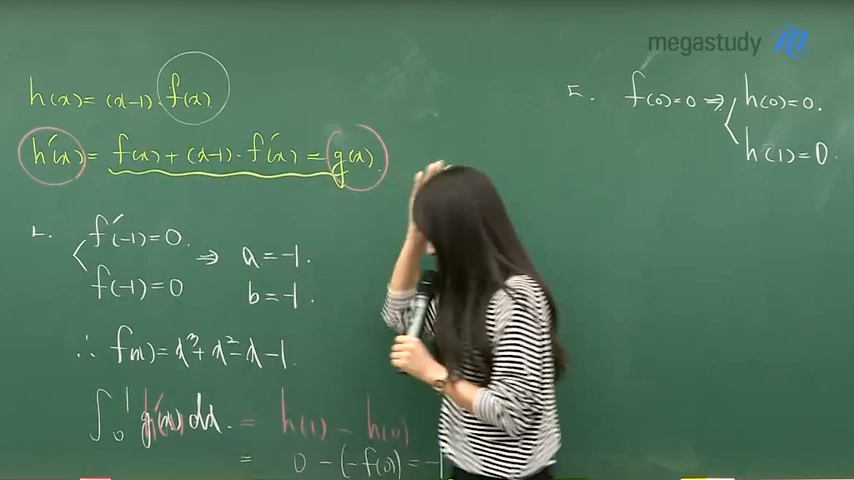 megastudy
h(x) = (x-1)·f(x)
h'(x) = f(x) + (x-1)·f'(x) = g(x).
ㄴ. f'(-1) = 0.
f(-1) = 0
⇒ a = -1.
b = -1.
∴ f(x) = x³ + x² - x - 1.
∫₀¹ g(x) dx. = h(1) - h(0)
= 0 - (-f(0)) = -1
ㄷ. f(0) = 0 ⇒ h(0) = 0.
h(1) = 0.